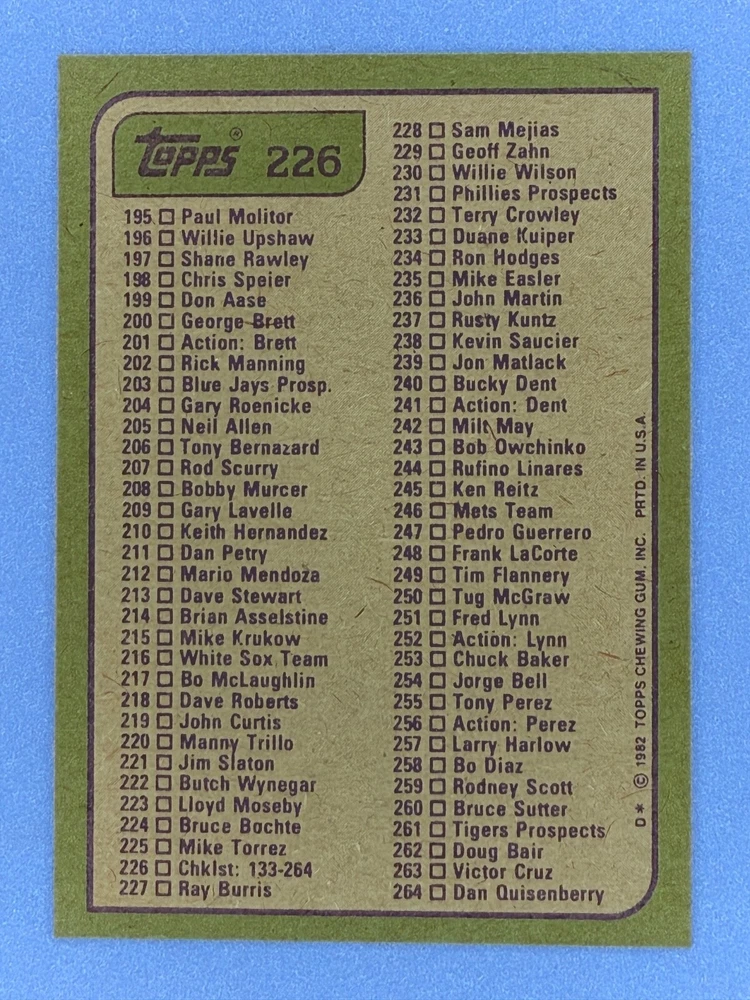 Topps® 226
195 ☐ Paul Molitor
196 ☐ Willie Upshaw
197 ☐ Shane Rawley
198 ☐ Chris Speier
199 ☐ Don Aase
200 ☐ George Brett
201 ☐ Action: Brett
202 ☐ Rick Manning
203 ☐ Blue Jays Prosp.
204 ☐ Gary Roenicke
205 ☐ Neil Allen
206 ☐ Tony Bernazard
207 ☐ Rod Scurry
208 ☐ Bobby Murcer
209 ☐ Gary Lavelle
210 ☐ Keith Hernandez
211 ☐ Dan Petry
212 ☐ Mario Mendoza
213 ☐ Dave Stewart
214 ☐ Brian Asselstine
215 ☐ Mike Krukow
216 ☐ White Sox Team
217 ☐ Bo McLaughlin
218 ☐ Dave Roberts
219 ☐ John Curtis
220 ☐ Manny Trillo
221 ☐ Jim Slaton
222 ☐ Butch Wynegar
223 ☐ Lloyd Moseby
224 ☐ Bruce Bochte
225 ☐ Mike Torrez
226 ☐ Chklst: 133-264
227 ☐ Ray Burris
228 ☐ Sam Mejias
229 ☐ Geoff Zahn
230 ☐ Willie Wilson
231 ☐ Phillies Prospects
232 ☐ Terry Crowley
233 ☐ Duane Kuiper
234 ☐ Ron Hodges
235 ☐ Mike Easler
236 ☐ John Martin
237 ☐ Rusty Kuntz
238 ☐ Kevin Saucier
239 ☐ Jon Matlack
240 ☐ Bucky Dent
241 ☐ Action: Dent
242 ☐ Milt May
243 ☐ Bob Owchinko
244 ☐ Rufino Linares
245 ☐ Ken Reitz
246 ☐ Mets Team
247 ☐ Pedro Guerrero
248 ☐ Frank LaCorte
249 ☐ Tim Flannery
250 ☐ Tug McGraw
251 ☐ Fred Lynn
252 ☐ Action: Lynn
253 ☐ Chuck Baker
254 ☐ Jorge Bell
255 ☐ Tony Perez
256 ☐ Action: Perez
257 ☐ Larry Harlow
258 ☐ Bo Diaz
259 ☐ Rodney Scott
260 ☐ Bruce Sutter
261 ☐ Tigers Prospects
262 ☐ Doug Bair
263 ☐ Victor Cruz
264 ☐ Dan Quisenberry
D* © 1982 TOPPS CHEWING GUM, INC. PRTD. IN U.S.A.